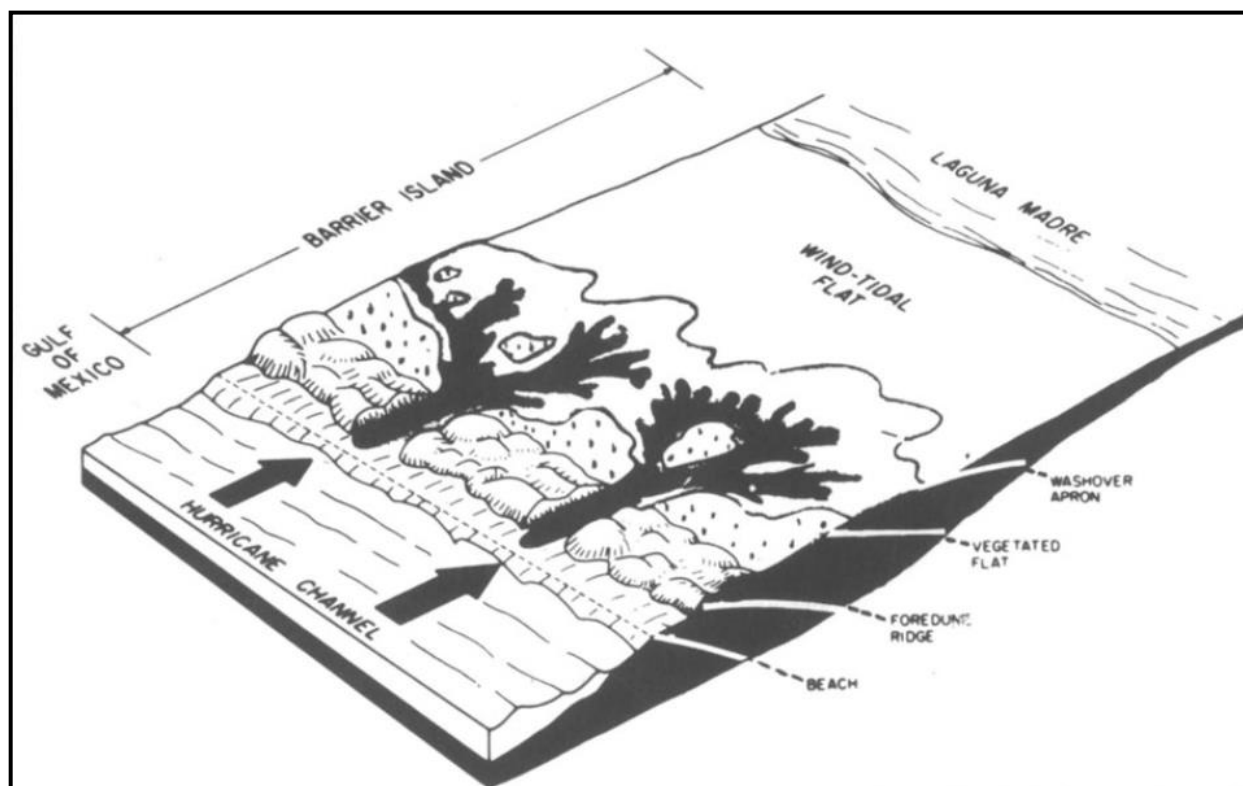 BARRIER ISLAND
LAGUNA MADRE
WIND-TIDAL
FLAT
GULF
OF
MEXICO
HURRICANE CHANNEL
WASHOVER
APRON
VEGETATED
FLAT
FOREDUNE
RIDGE
BEACH